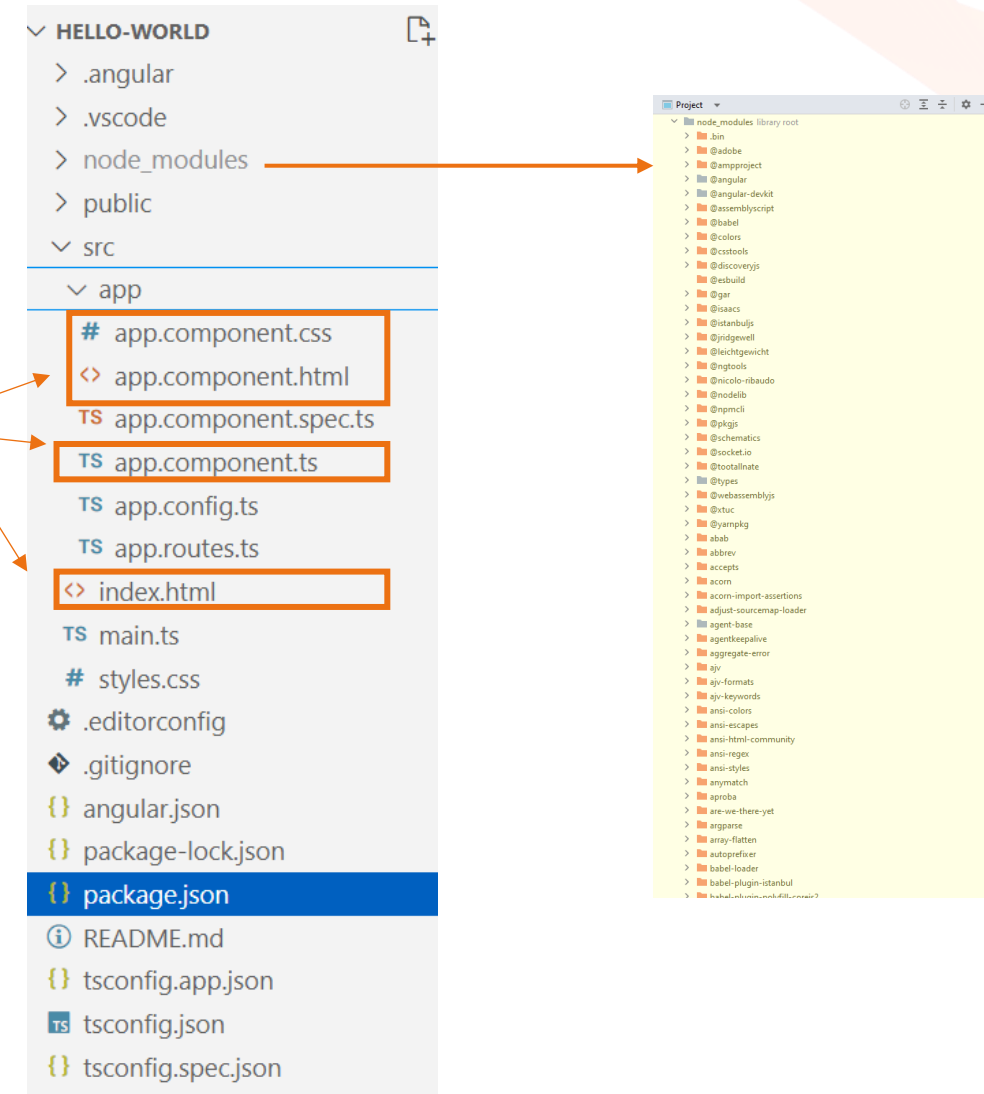 HELLO-WORLD
.angular
.vscode
node_modules
public
src
app
# app.component.css
<> app.component.html
TS app.component.spec.ts
TS app.component.ts
TS app.config.ts
TS app.routes.ts
<> index.html
TS main.ts
# styles.css
.editorconfig
.gitignore
{} angular.json
{} package-lock.json
{} package.json
README.md
{} tsconfig.app.json
TS tsconfig.json
{} tsconfig.spec.json
Project
node_modules library root
.bin
@adobe
@ampproject
@angular
@angular-devkit
@assemblyscript
@babel
@colors
@csstools
@discoveryjs
@esbuild
@gar
@isaacs
@istanbuljs
@jridgewell
@leichtgewicht
@ngtools
@nicolo-ribaudo
@nodelib
@npmcli
@pkgjs
@schematics
@socket.io
@tootallnate
@types
@webassemblyjs
@xtuc
@yarnpkg
abab
abbrev
accepts
acorn
acorn-import-assertions
adjust-sourcemap-loader
agent-base
agentkeepalive
aggregate-error
ajv
ajv-formats
ajv-keywords
ansi-colors
ansi-escapes
ansi-html-community
ansi-regex
ansi-styles
anymatch
aproba
are-we-there-yet
argparse
array-flatten
autoprefixer
babel-loader
babel-plugin-istanbul